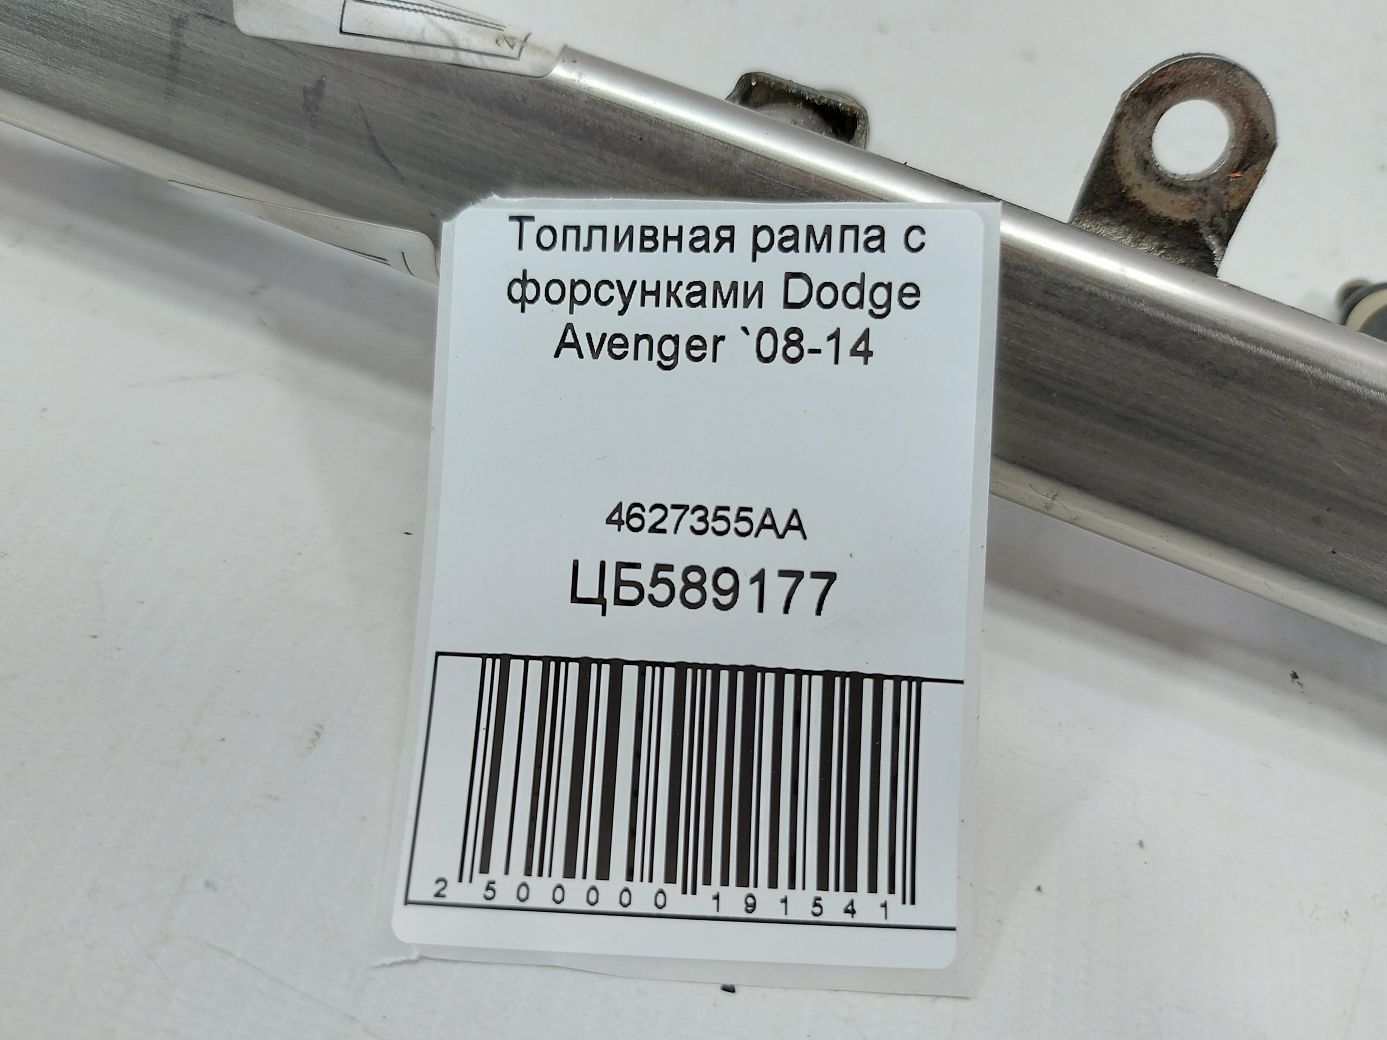 Топливная рампа с
форсунками Dodge
Avenger `08-14
4627355AA
ЦБ589177
2 500000 191541